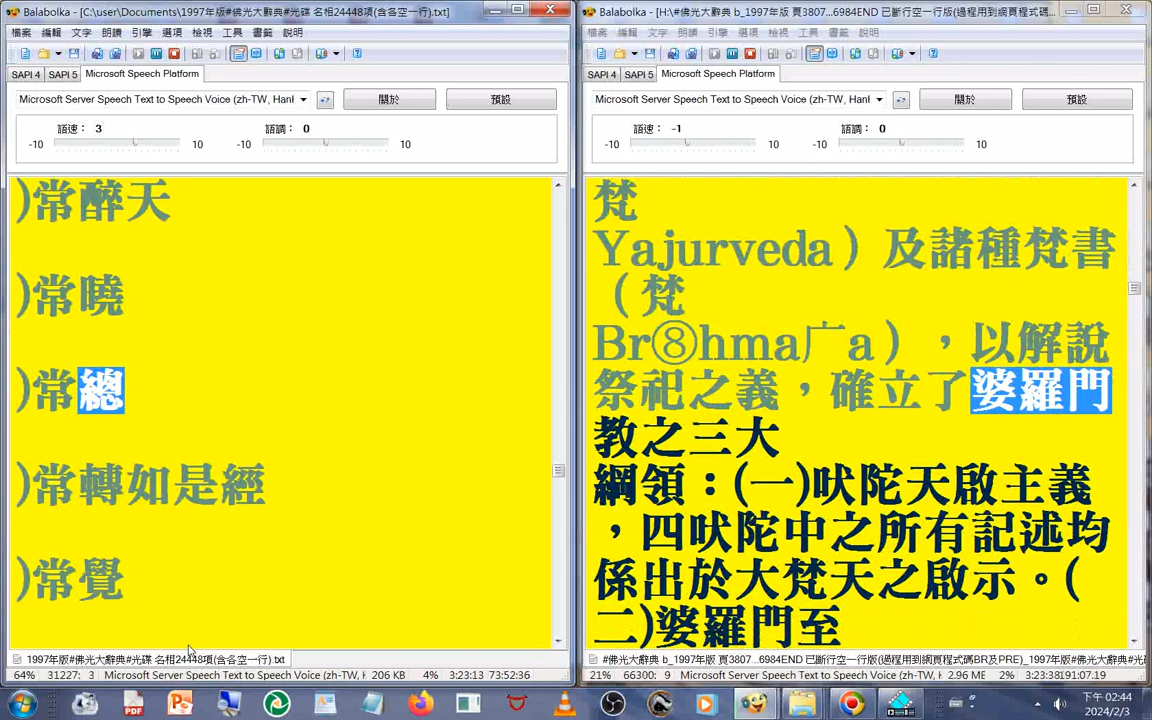 Balabolka - [C:\user\Documents\1997年版#佛光大辭典#光碟 名相24448項(含各空一行).txt]
檔案 編輯 文字 朗讀 引擎 選項 檢視 工具 書籤 說明
SAPI 4 SAPI 5 Microsoft Speech Platform
Microsoft Server Speech Text to Speech Voice (zh-TW, Hanl
關於 預設
語速： 3 語調： 0
-10 10 -10 10
)常醉天
)常曉
)常總
)常轉如是經
)常覺
1997年版#佛光大辭典#光碟 名相24448項(含各空一行).txt
64% 31227: 3 Microsoft Server Speech Text to Speech Voice (zh-TW, H 206 KB 4% 3:23:13 73:52:36
Balabolka - [H:\#佛光大辭典 b_1997年版 頁3807...6984END 已斷行空一行版(過程用到網頁程式碼...
檔案 編輯 文字 朗讀 引擎 選項 檢視 工具 書籤 說明
SAPI 4 SAPI 5 Microsoft Speech Platform
Microsoft Server Speech Text to Speech Voice (zh-TW, Hanl
關於 預設
語速： -1 語調： 0
-10 10 -10 10
梵
Yajurveda）及諸種梵書
（梵
Br⑧hma广a），以解說
祭祀之義，確立了婆羅門
教之三大
綱領：(一)吠陀天啟主義
，四吠陀中之所有記述均
係出於大梵天之啟示。(
二)婆羅門至
#佛光大辭典 b_1997年版 頁3807...6984END 已斷行空一行版(過程用到網頁程式碼BR及PRE)_1997年版#光
21% 66300: 9 Microsoft Server Speech Text to Speech Voice (zh-TW, 2.96 ME 2% 3:23:38 191:07:19
下午 02:44
2024/2/3